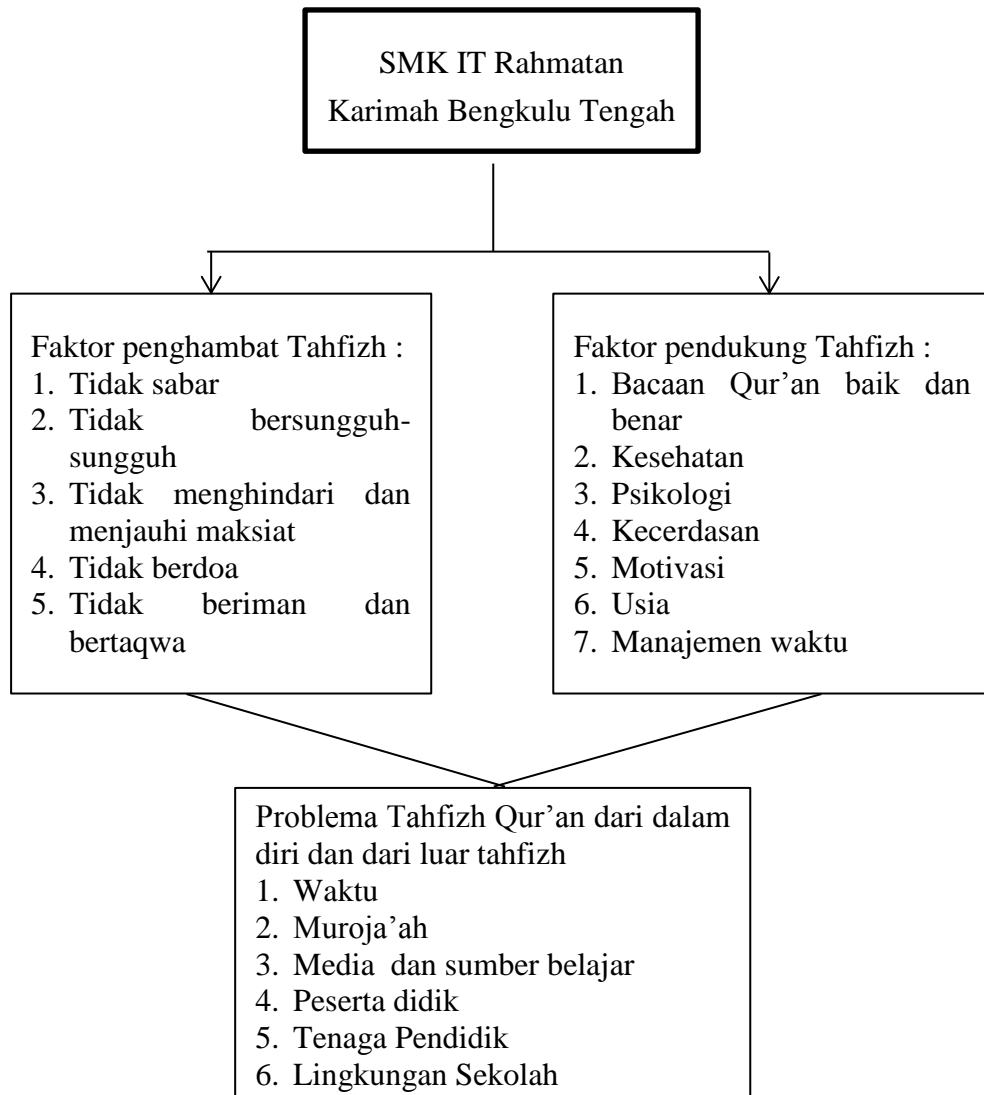 SMK IT Rahmatan
Karimah Bengkulu Tengah
Faktor penghambat Tahfizh :
1. Tidak sabar
2. Tidak bersungguh-
sungguh
3. Tidak menghindari dan
menjauhi maksiat
4. Tidak berdoa
5. Tidak beriman dan
bertaqwa
Faktor pendukung Tahfizh :
1. Bacaan Qur’an baik dan
benar
2. Kesehatan
3. Psikologi
4. Kecerdasan
5. Motivasi
6. Usia
7. Manajemen waktu
Problema Tahfizh Qur’an dari dalam
diri dan dari luar tahfizh
1. Waktu
2. Muroja’ah
3. Media dan sumber belajar
4. Peserta didik
5. Tenaga Pendidik
6. Lingkungan Sekolah